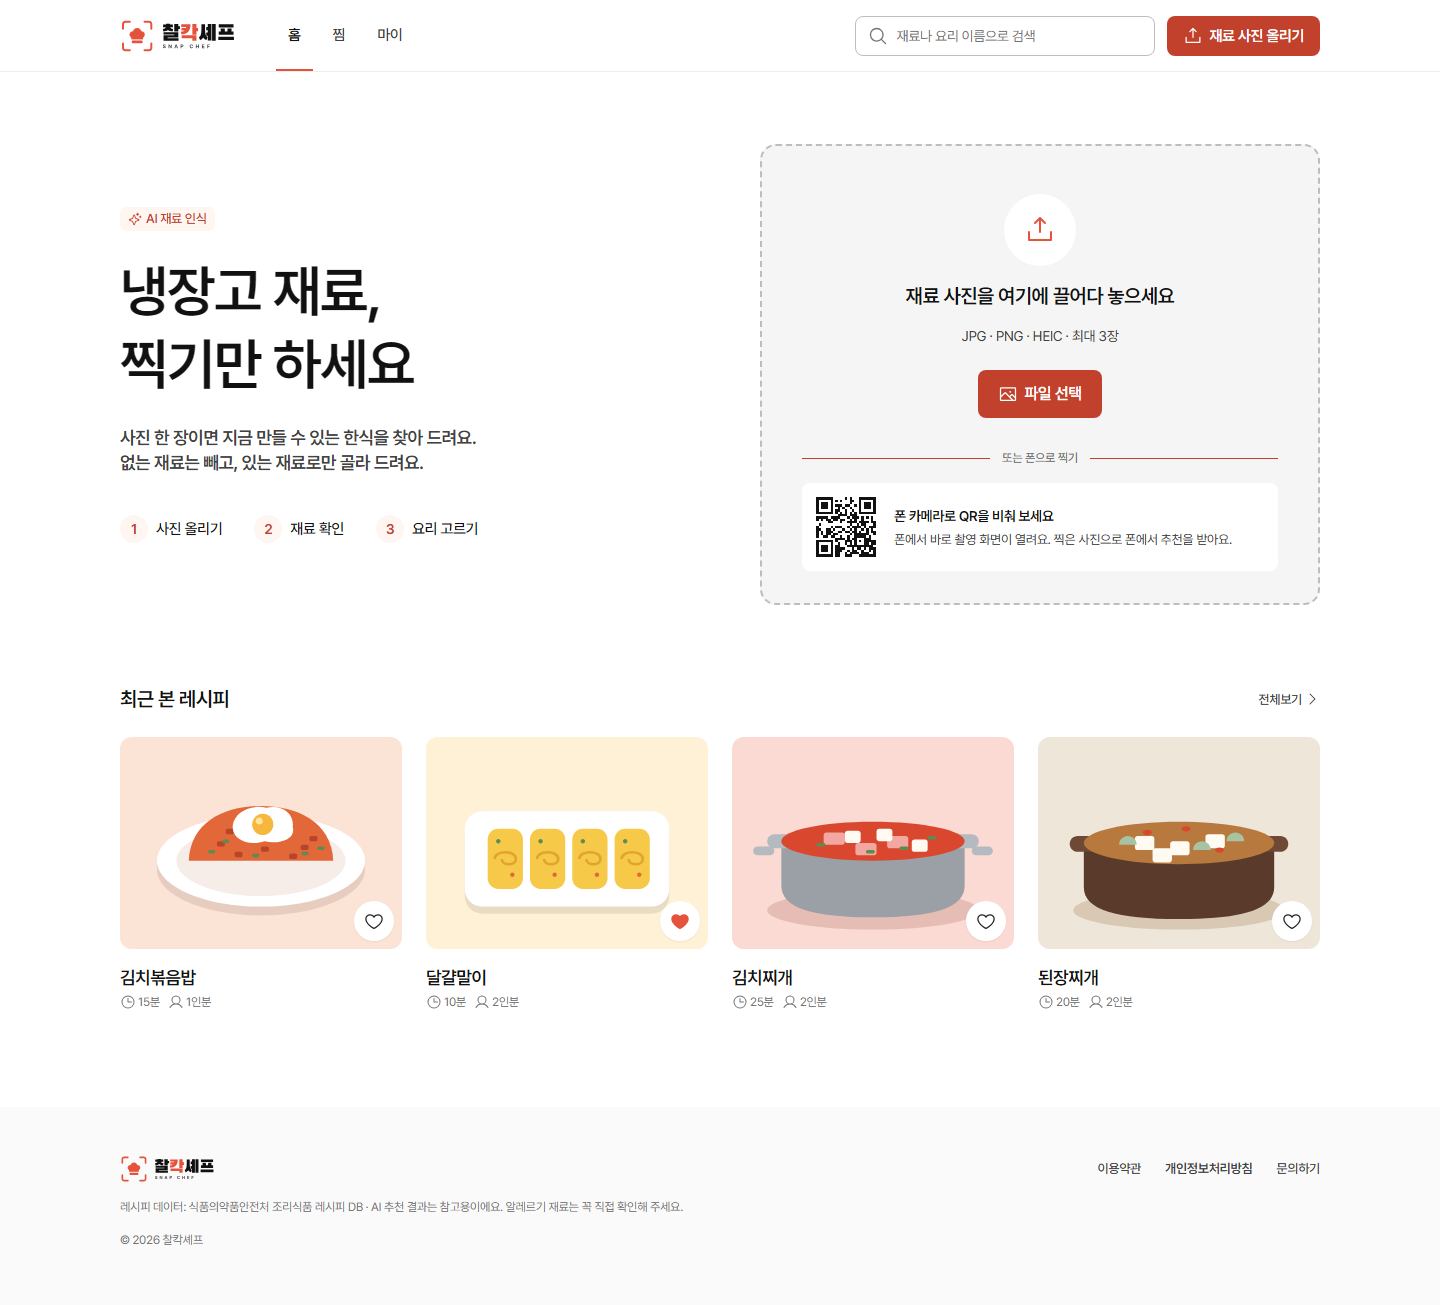 찰칵셰프
SNAP CHEF
홈
찜
마이
재료나 요리 이름으로 검색
재료 사진 올리기
AI 재료 인식
냉장고 재료,
찍기만 하세요
사진 한 장이면 지금 만들 수 있는 한식을 찾아 드려요.
없는 재료는 빼고, 있는 재료로만 골라 드려요.
1 사진 올리기
2 재료 확인
3 요리 고르기
재료 사진을 여기에 끌어다 놓으세요
JPG · PNG · HEIC · 최대 3장
파일 선택
또는 폰으로 찍기
폰 카메라로 QR을 비춰 보세요
폰에서 바로 촬영 화면이 열려요. 찍은 사진으로 폰에서 추천을 받아요.
최근 본 레시피
전체보기
김치볶음밥
15분 1인분
달걀말이
10분 2인분
김치찌개
25분 2인분
된장찌개
20분 2인분
찰칵셰프
SNAP CHEF
이용약관
개인정보처리방침
문의하기
레시피 데이터: 식품의약품안전처 조리식품 레시피 DB · AI 추천 결과는 참고용이에요. 알레르기 재료는 꼭 직접 확인해 주세요.
© 2026 찰칵셰프